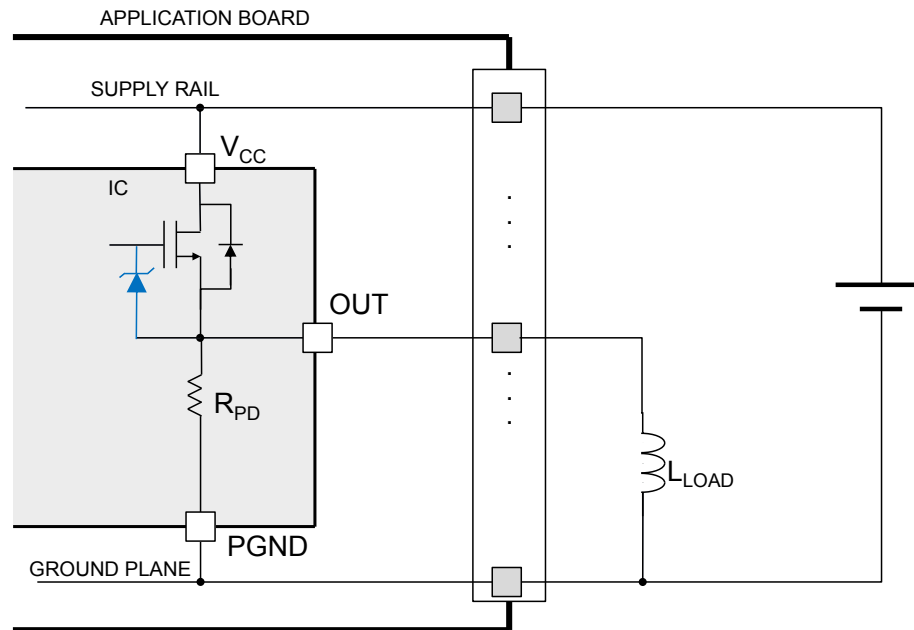 APPLICATION BOARD
SUPPLY RAIL
VCC
IC
OUT
RPD
LLOAD
PGND
GROUND PLANE